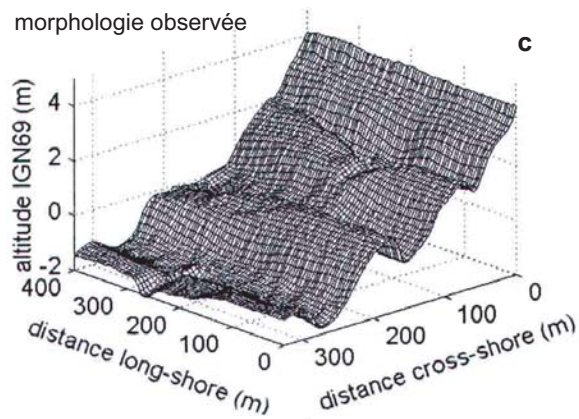 morphologie observée
c
altitude IGN69 (m)
4
2
0
-2
400
300
200
100
0
distance long-shore (m)
300
200
100
0
distance cross-shore (m)